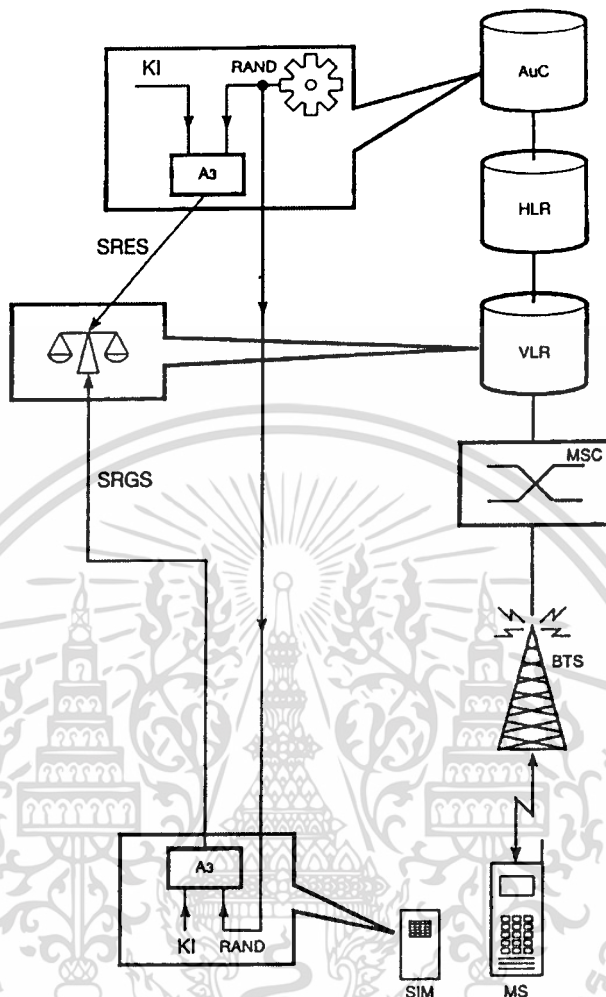 KI
RAND
A3
AuC
HLR
SRES
VLR
MSC
SRGS
BTS
A3
KI
RAND
SIM
MS